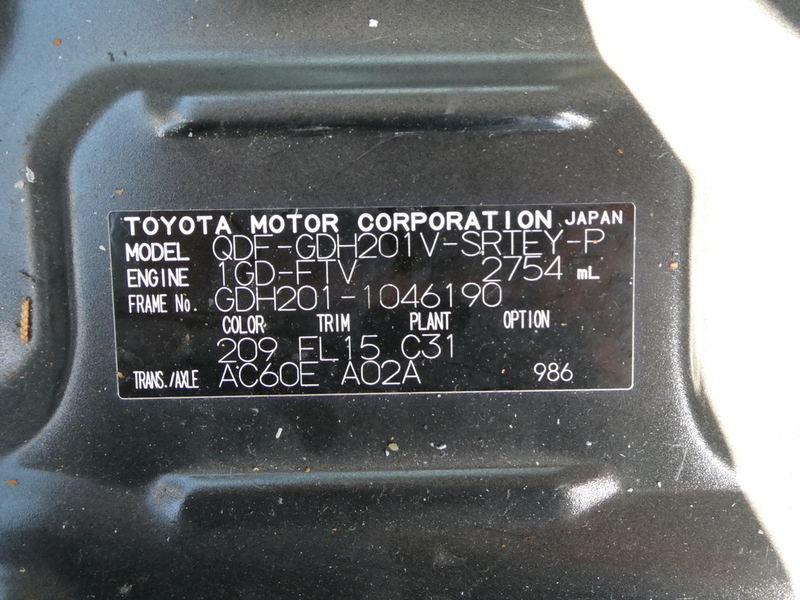 TOYOTA MOTOR CORPORATION JAPAN
MODEL QDF-GDH201V-SRTEY-P
ENGINE 1GD-FTV 2754 mL
FRAME No. GDH201-1046190
COLOR TRIM PLANT OPTION
209 FL15 C31
TRANS./AXLE AC60E A02A 986